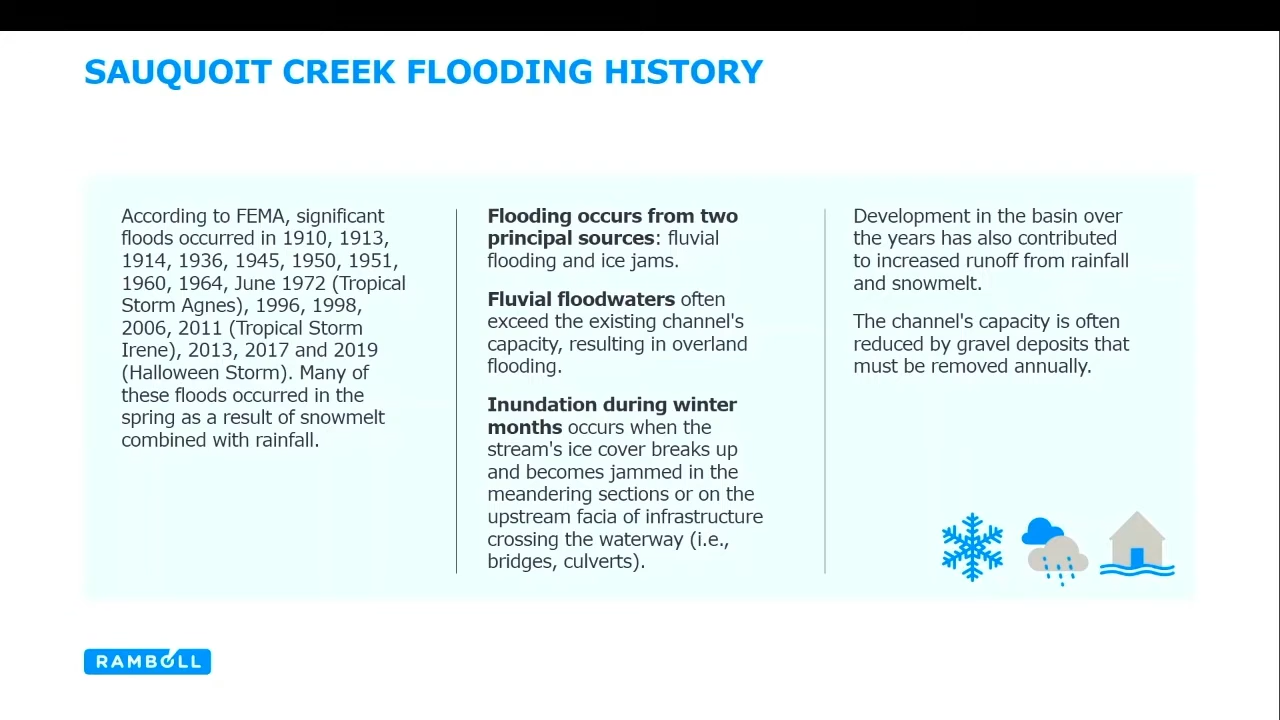 SAUQUOIT CREEK FLOODING HISTORY
According to FEMA, significant
floods occurred in 1910, 1913,
1914, 1936, 1945, 1950, 1951,
1960, 1964, June 1972 (Tropical
Storm Agnes), 1996, 1998,
2006, 2011 (Tropical Storm
Irene), 2013, 2017 and 2019
(Halloween Storm). Many of
these floods occurred in the
spring as a result of snowmelt
combined with rainfall.
Flooding occurs from two
principal sources: fluvial
flooding and ice jams.
Fluvial floodwaters often
exceed the existing channel's
capacity, resulting in overland
flooding.
Inundation during winter
months occurs when the
stream's ice cover breaks up
and becomes jammed in the
meandering sections or on the
upstream facia of infrastructure
crossing the waterway (i.e.,
bridges, culverts).
Development in the basin over
the years has also contributed
to increased runoff from rainfall
and snowmelt.
The channel's capacity is often
reduced by gravel deposits that
must be removed annually.
RAMBOLL